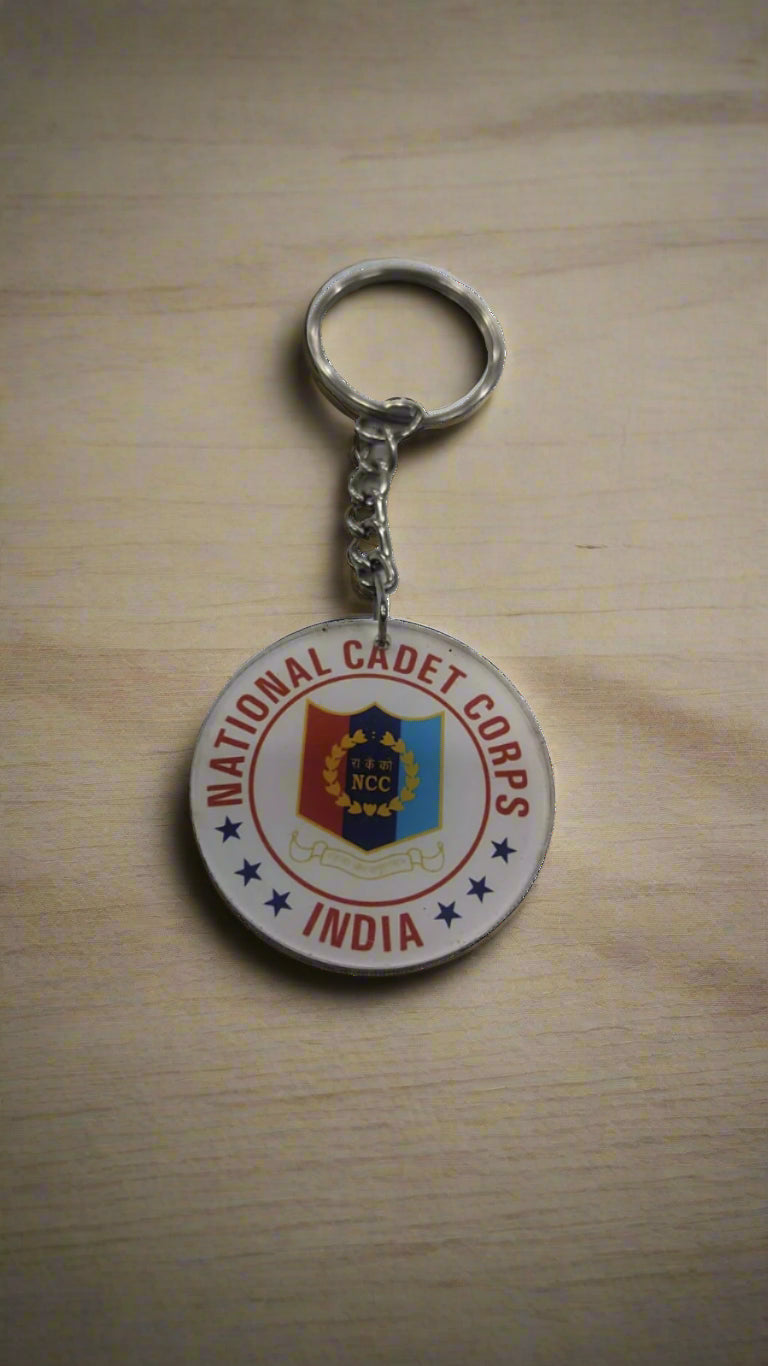 NATIONAL CADET CORPS
रा कै को
NCC
INDIA